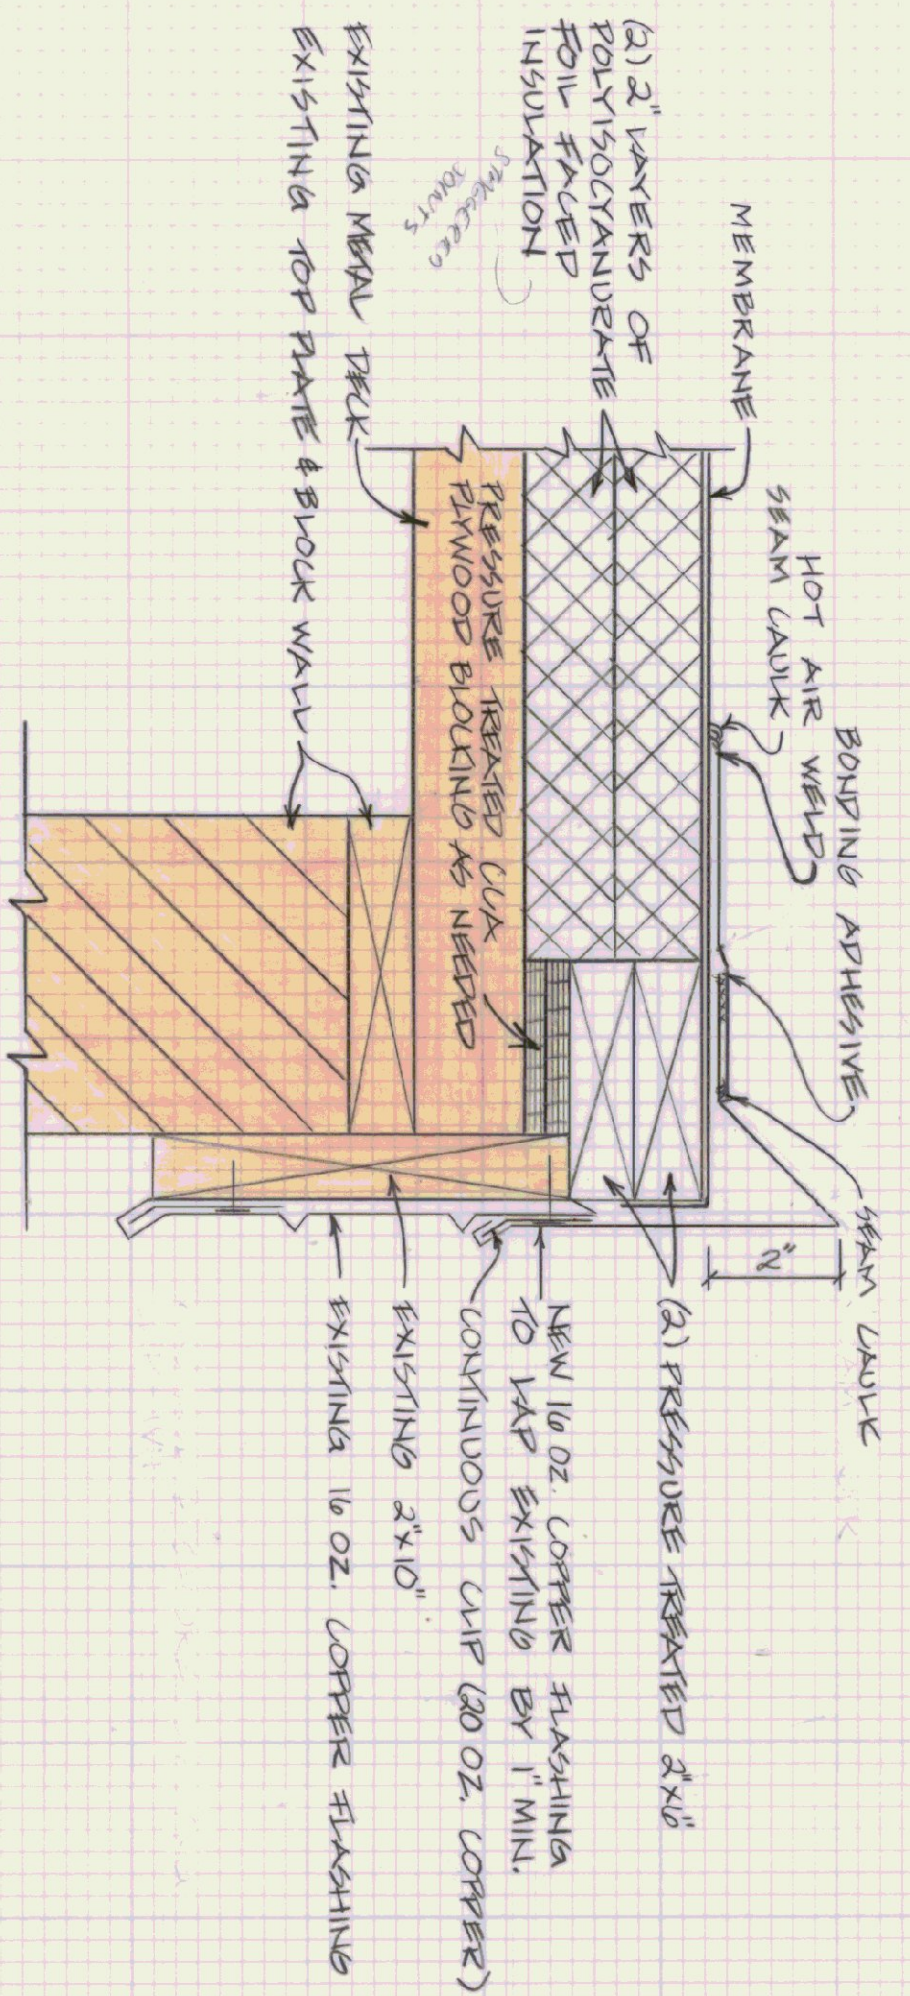 (2) 2" LAYERS OF
POLYISOCYANURATE
FOIL FACED
INSULATION
STAGGERED
JOINTS
EXISTING METAL DECK
EXISTING TOP PLATE & BLOCK WALL
MEMBRANE
SEAM CAULK
HOT AIR WELD
BONDING ADHESIVE
SEAM CAULK
PRESSURE TREATED CCA
PLYWOOD BLOCKING AS NEEDED
2"
(2) PRESSURE TREATED 2"x6"
NEW 16 OZ. COPPER FLASHING
TO LAP EXISTING BY 1" MIN.
CONTINUOUS CLIP (20 OZ. COPPER)
EXISTING 2"x10"
EXISTING 16 OZ. COPPER FLASHING